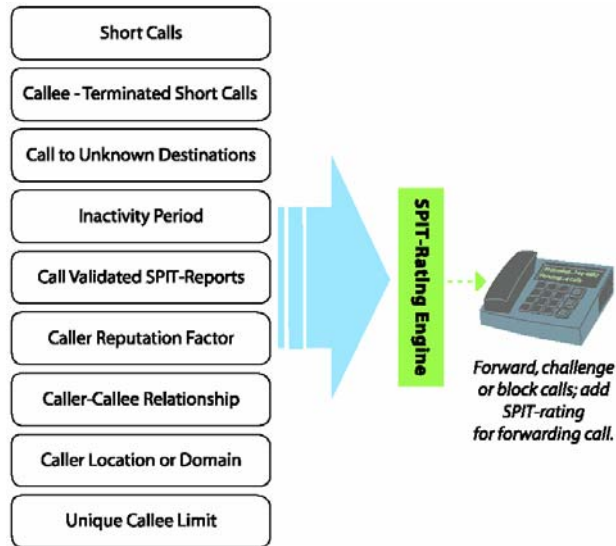 Short Calls
Callee - Terminated Short Calls
Call to Unknown Destinations
Inactivity Period
Call Validated SPIT-Reports
Caller Reputation Factor
Caller-Callee Relationship
Caller Location or Domain
Unique Callee Limit
SPIT-Rating Engine
Forward, challenge
or block calls; add
SPIT-rating
for forwarding call.